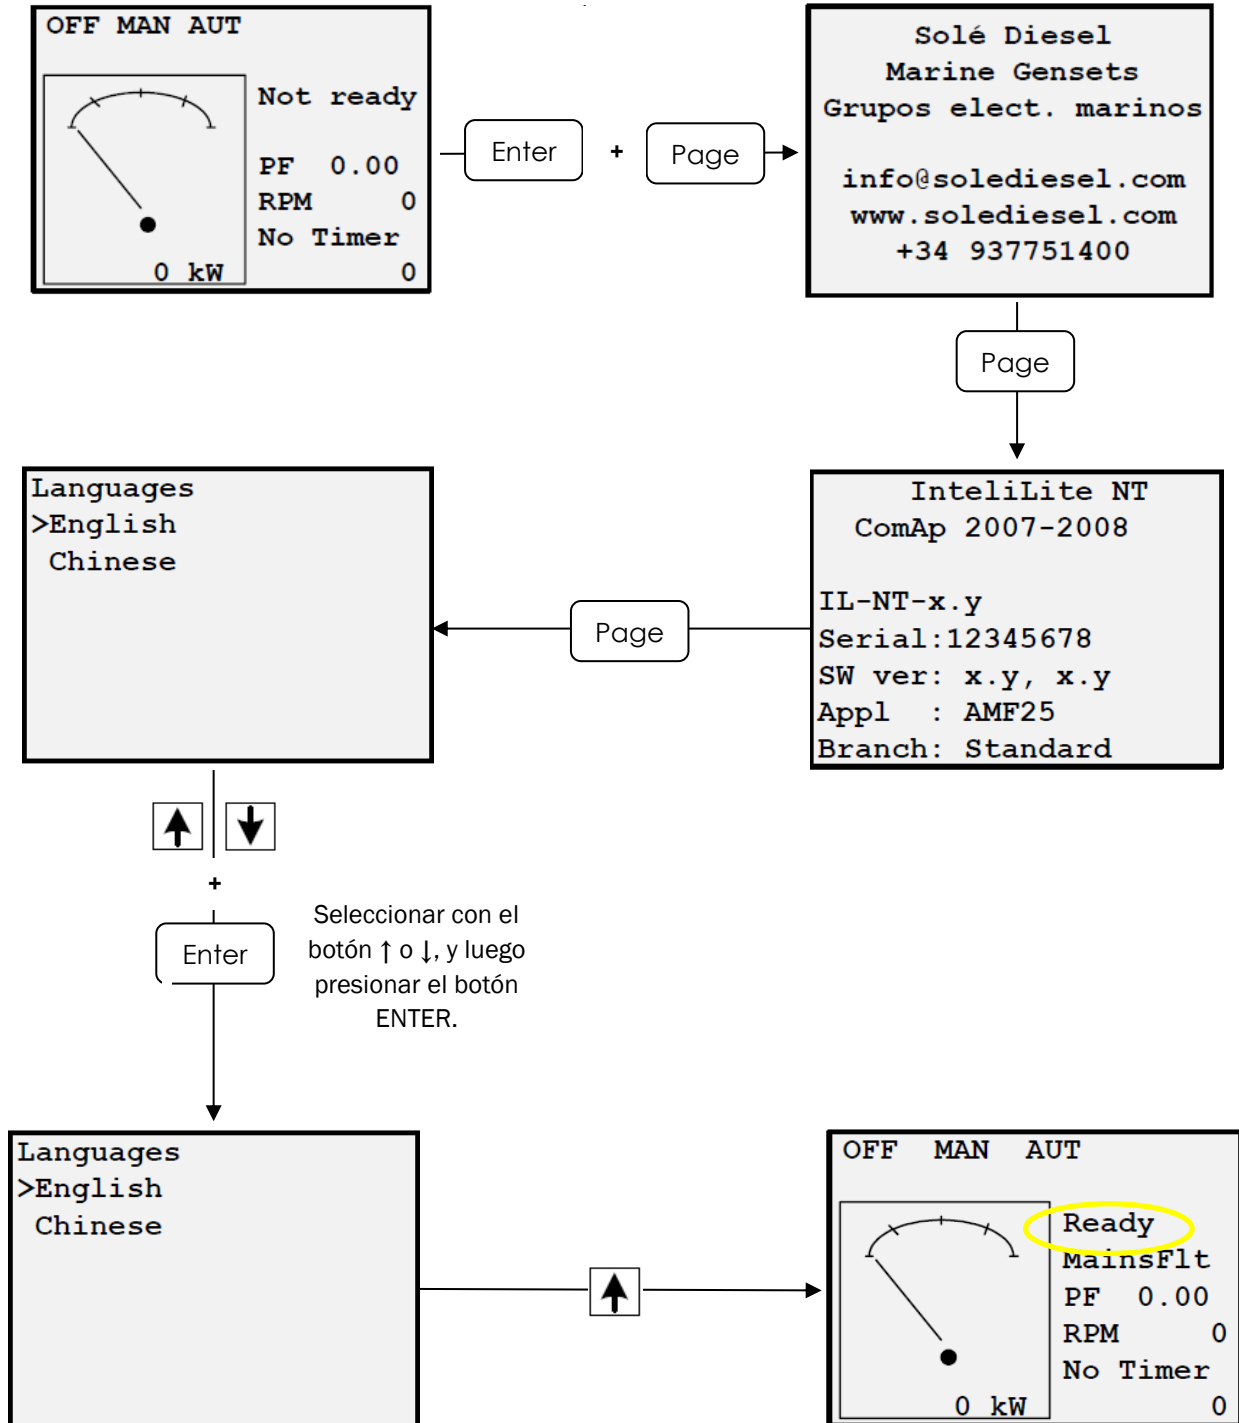 OFF MAN AUT
Not ready
PF 0.00
RPM 0
No Timer
0 kW 0
Enter
+
Page
Solé Diesel
Marine Gensets
Grupos elect. marinos
info@solediesel.com
www.solediesel.com
+34 937751400
Page
InteliLite NT
ComAp 2007-2008
IL-NT-x.y
Serial:12345678
SW ver: x.y, x.y
Appl : AMF25
Branch: Standard
Page
Languages
>English
Chinese
↑ ↓
+
Enter
Seleccionar con el
botón ↑ o ↓, y luego
presionar el botón
ENTER.
Languages
>English
Chinese
↑
OFF MAN AUT
Ready
MainsFlt
PF 0.00
RPM 0
No Timer
0 kW 0